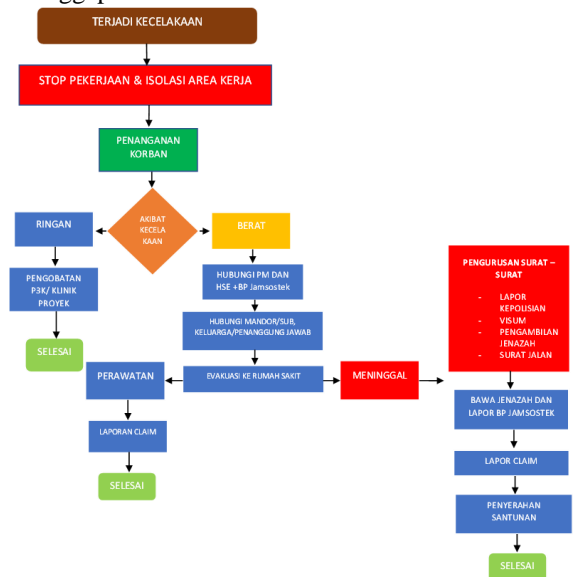 TERJADI KECELAKAAN
STOP PEKERJAAN & ISOLASI AREA KERJA
PENANGANAN
KORBAN
AKIBAT
KECELA
KAAN
RINGAN
BERAT
PENGOBATAN
P3K/ KLINIK
PROYEK
SELESAI
HUBUNGI PM DAN
HSE +BP Jamsostek
HUBUNGI MANDOR/SUB,
KELUARGA/PENANGGUNG JAWAB
EVAKUASI KE RUMAH SAKIT
PERAWATAN
LAPORAN CLAIM
SELESAI
MENINGGAL
PENGURUSAN SURAT –
SURAT
- LAPOR
KEPOLISIAN
- VISUM
- PENGAMBILAN
JENAZAH
- SURAT JALAN
BAWA JENAZAH DAN
LAPOR BP JAMSOSTEK
LAPOR CLAIM
PENYERAHAN
SANTUNAN
SELESAI